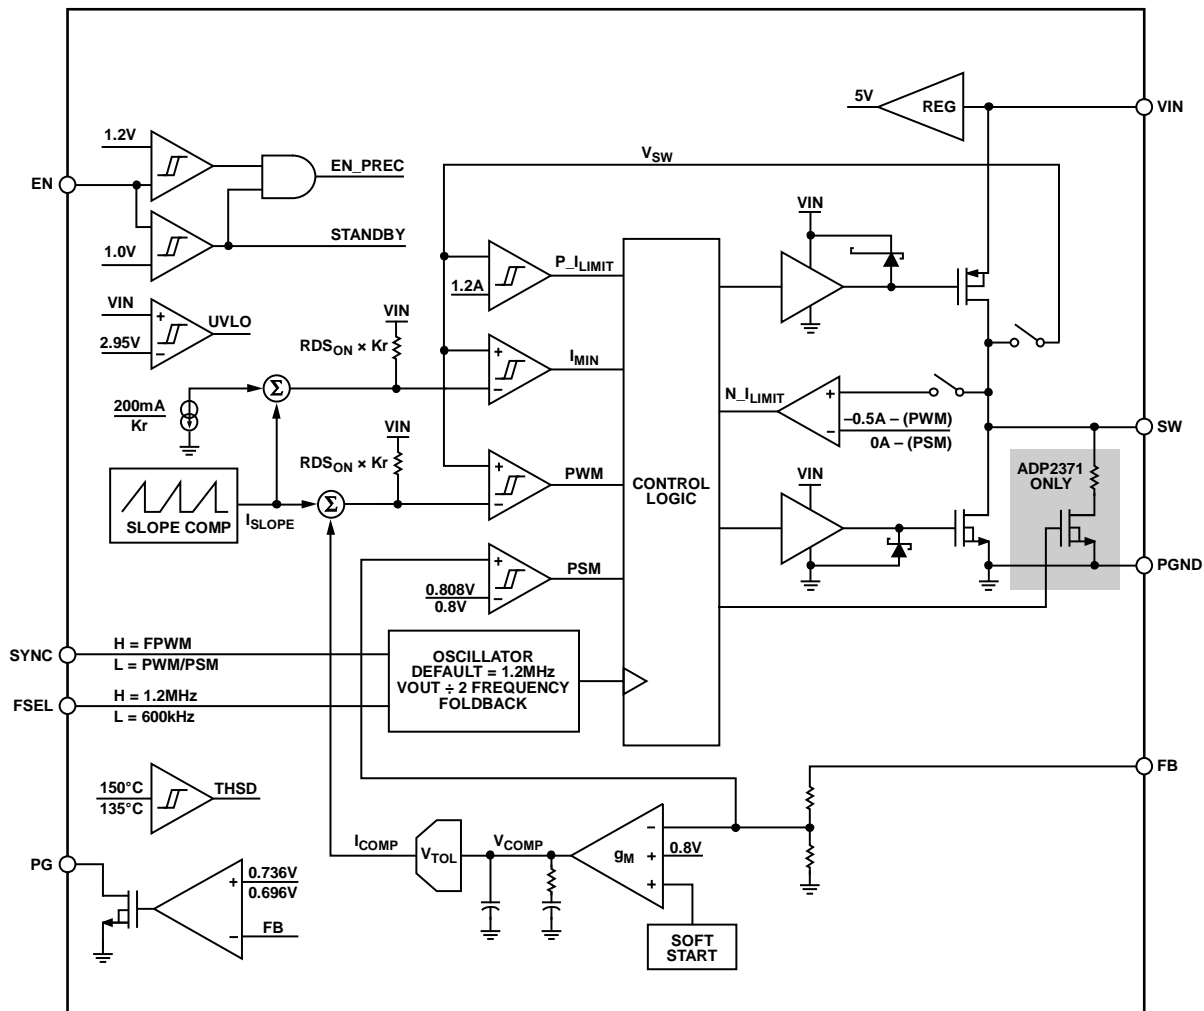 5V
REG
VIN
1.2V
V_SW
EN_PREC
EN
VIN
STANDBY
1.0V
P_I_LIMIT
1.2A
VIN
+
UVLO
2.95V
−
VIN
RDS_ON × Kr
+
I_MIN
−
N_I_LIMIT
+
−0.5A – (PWM)
−
0A – (PSM)
SW
200mA
Kr
Σ
VIN
RDS_ON × Kr
+
PWM
−
CONTROL
LOGIC
VIN
ADP2371
ONLY
SLOPE COMP
I_SLOPE
Σ
+
PSM
0.808V
−
0.8V
PGND
SYNC
H = FPWM
L = PWM/PSM
FSEL
H = 1.2MHz
L = 600kHz
OSCILLATOR
DEFAULT = 1.2MHz
VOUT ÷ 2 FREQUENCY
FOLDBACK
FB
150°C
135°C
THSD
I_COMP
V_TOL
V_COMP
g_M
−
+
0.8V
+
SOFT
START
PG
+
0.736V
0.696V
−
FB